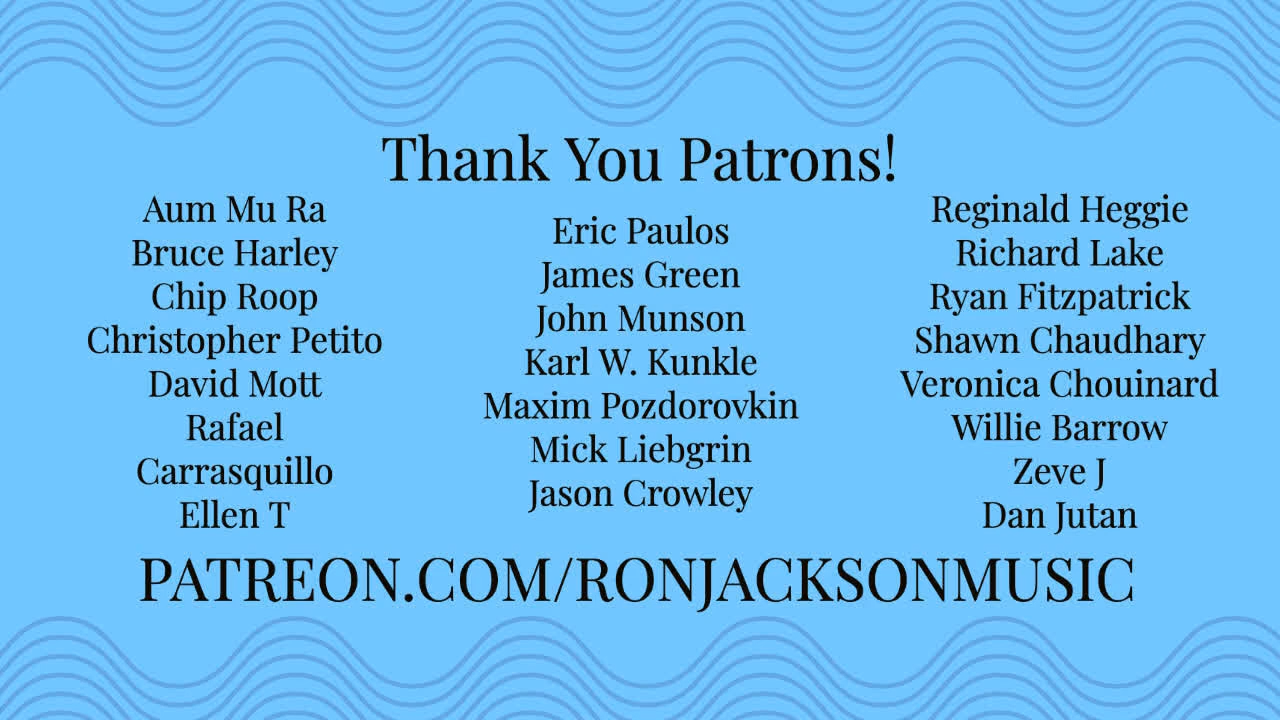 Thank You Patrons!
Aum Mu Ra
Bruce Harley
Chip Roop
Christopher Petito
David Mott
Rafael
Carrasquillo
Ellen T
Eric Paulos
James Green
John Munson
Karl W. Kunkle
Maxim Pozdorovkin
Mick Liebgrin
Jason Crowley
Reginald Heggie
Richard Lake
Ryan Fitzpatrick
Shawn Chaudhary
Veronica Chouinard
Willie Barrow
Zeve J
Dan Jutan
PATREON.COM/RONJACKSONMUSIC